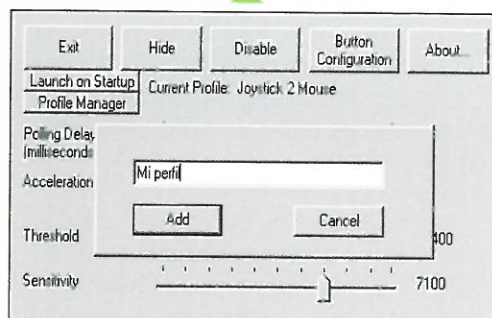 Exit
Hide
Disable
Button
Configuration
About...
Launch on Startup
Profile Manager
Current Profile: Joystick 2 Mouse
Polling Delay
(milliseconds
Acceleration
Mi perfil
Add
Cancel
Threshold
400
Sensitivity
7100